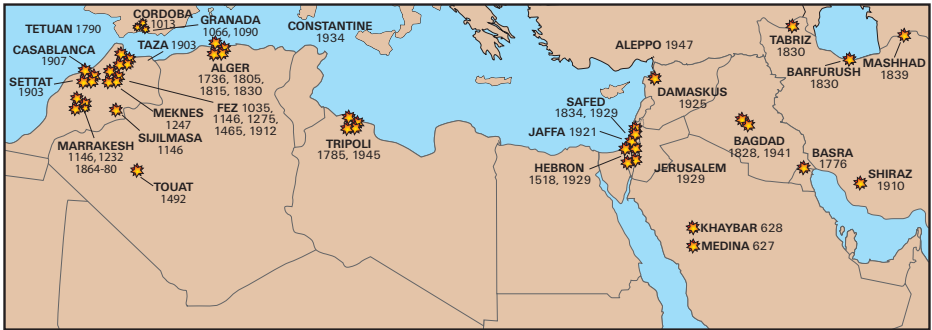 TETUAN 1790
CORDOBA
1013
GRANADA
1066, 1090
CONSTANTINE
1934
CASABLANCA
1907
TAZA 1903
SETTAT
1903
ALGER
1736, 1805,
1815, 1830
MEKNES
1247
FEZ 1035,
1146, 1275,
1465, 1912
SIJILMASA
1146
MARRAKESH
1146, 1232
1864-80
TOUAT
1492
TRIPOLI
1785, 1945
ALEPPO 1947
DAMASKUS
1925
SAFED
1834, 1929
JAFFA 1921
HEBRON
1518, 1929
JERUSALEM
1929
TABRIZ
1830
BARFURUSH
1830
MASHHAD
1839
BAGDAD
1828, 1941
BASRA
1776
SHIRAZ
1910
KHAYBAR 628
MEDINA 627